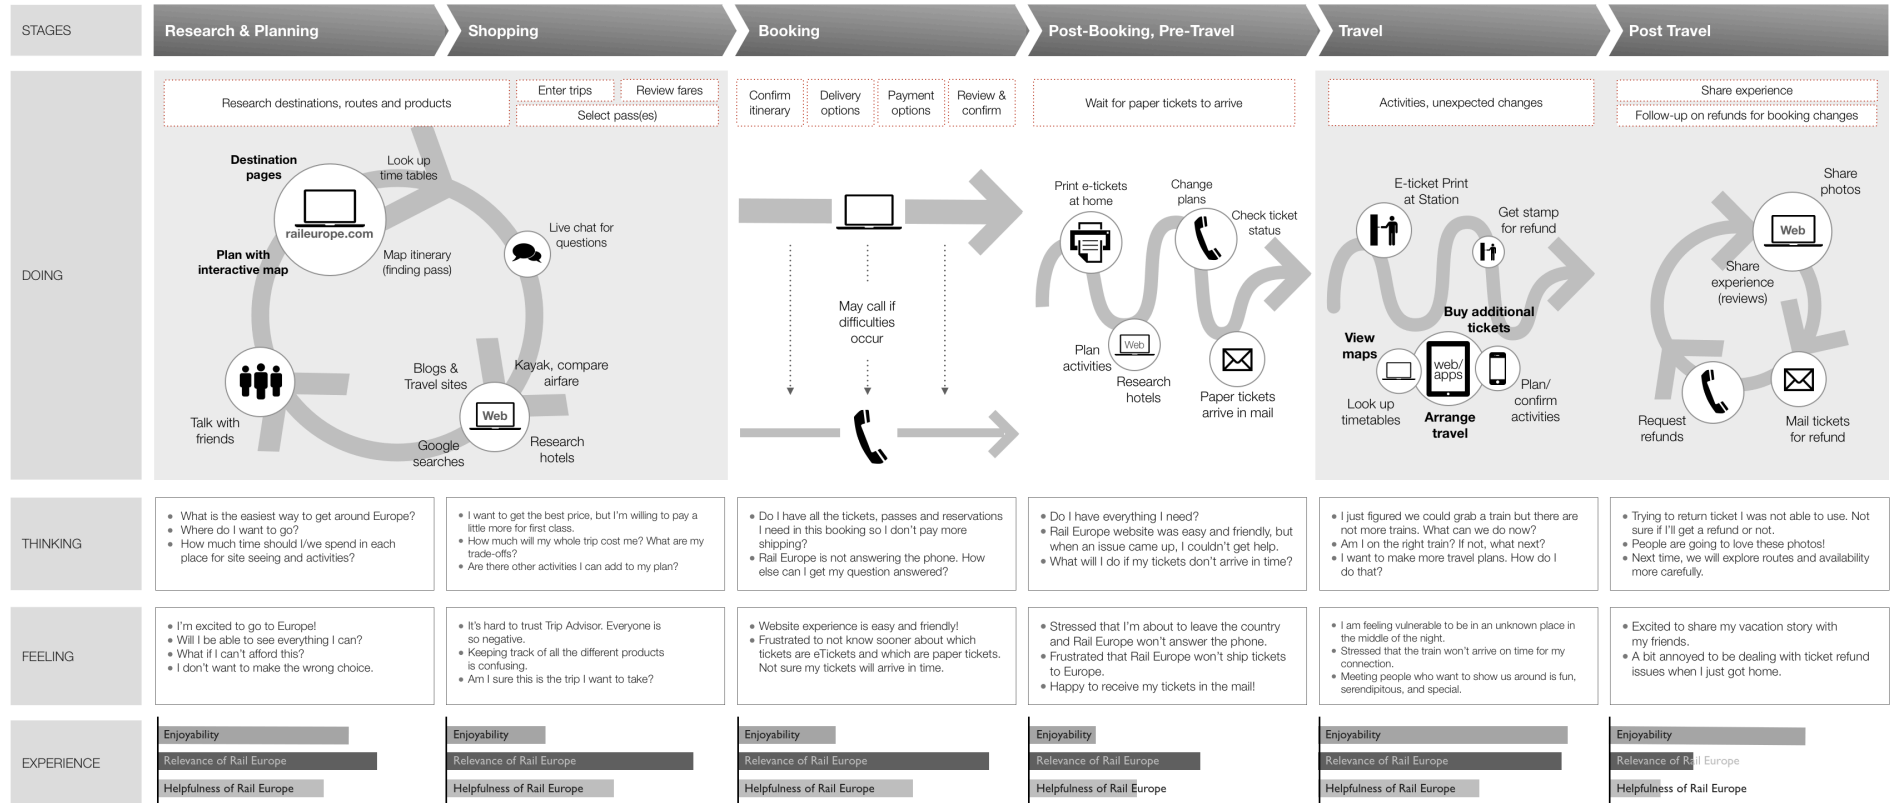 STAGES
Research & Planning
Shopping
Booking
Post-Booking, Pre-Travel
Travel
Post Travel
DOING
Research destinations, routes and products
Enter trips
Review fares
Select pass(es)
Confirm
itinerary
Delivery
options
Payment
options
Review &
confirm
Wait for paper tickets to arrive
Activities, unexpected changes
Share experience
Follow-up on refunds for booking changes
Destination
pages
Look up
time tables
raileurope.com
Plan with
interactive map
Map itinerary
(finding pass)
Live chat for
questions
Talk with
friends
Blogs &
Travel sites
Kayak, compare
airfare
Web
Google
searches
Research
hotels
May call if
difficulties
occur
Print e-tickets
at home
Change
plans
Check ticket
status
Web
Plan
activities
Research
hotels
Paper tickets
arrive in mail
E-ticket Print
at Station
Get stamp
for refund
Buy additional
tickets
View
maps
web/
apps
Look up
timetables
Plan/
confirm
activities
Arrange
travel
Share
photos
Web
Share
experience
(reviews)
Request
refunds
Mail tickets
for refund
THINKING
• What is the easiest way to get around Europe?
• Where do I want to go?
• How much time should I/we spend in each
place for site seeing and activities?
• I want to get the best price, but I'm willing to pay a
little more for first class.
• How much will my whole trip cost me? What are my
trade-offs?
• Are there other activities I can add to my plan?
• Do I have all the tickets, passes and reservations
I need in this booking so I don't pay more
shipping?
• Rail Europe is not answering the phone. How
else can I get my question answered?
• Do I have everything I need?
• Rail Europe website was easy and friendly, but
when an issue came up, I couldn't get help.
• What will I do if my tickets don't arrive in time?
• I just figured we could grab a train but there are
not more trains. What can we do now?
• Am I on the right train? If not, what next?
• I want to make more travel plans. How do I
do that?
• Trying to return ticket I was not able to use. Not
sure if I'll get a refund or not.
• People are going to love these photos!
• Next time, we will explore routes and availability
more carefully.
FEELING
• I'm excited to go to Europe!
• Will I be able to see everything I can?
• What if I can't afford this?
• I don't want to make the wrong choice.
• It's hard to trust Trip Advisor. Everyone is
so negative.
• Keeping track of all the different products
is confusing.
• Am I sure this is the trip I want to take?
• Website experience is easy and friendly!
• Frustrated to not know sooner about which
tickets are eTickets and which are paper tickets.
Not sure my tickets will arrive in time.
• Stressed that I'm about to leave the country
and Rail Europe won't answer the phone.
• Frustrated that Rail Europe won't ship tickets
to Europe.
• Happy to receive my tickets in the mail!
• I am feeling vulnerable to be in an unknown place in
the middle of the night.
• Stressed that the train won't arrive on time for my
connection.
• Meeting people who want to show us around is fun,
serendipitous, and special.
• Excited to share my vacation story with
my friends.
• A bit annoyed to be dealing with ticket refund
issues when I just got home.
EXPERIENCE
Enjoyability
Relevance of Rail Europe
Helpfulness of Rail Europe
Enjoyability
Relevance of Rail Europe
Helpfulness of Rail Europe
Enjoyability
Relevance of Rail Europe
Helpfulness of Rail Europe
Enjoyability
Relevance of Rail Europe
Helpfulness of Rail Europe
Enjoyability
Relevance of Rail Europe
Helpfulness of Rail Europe
Enjoyability
Relevance of Rail Europe
Helpfulness of Rail Europe